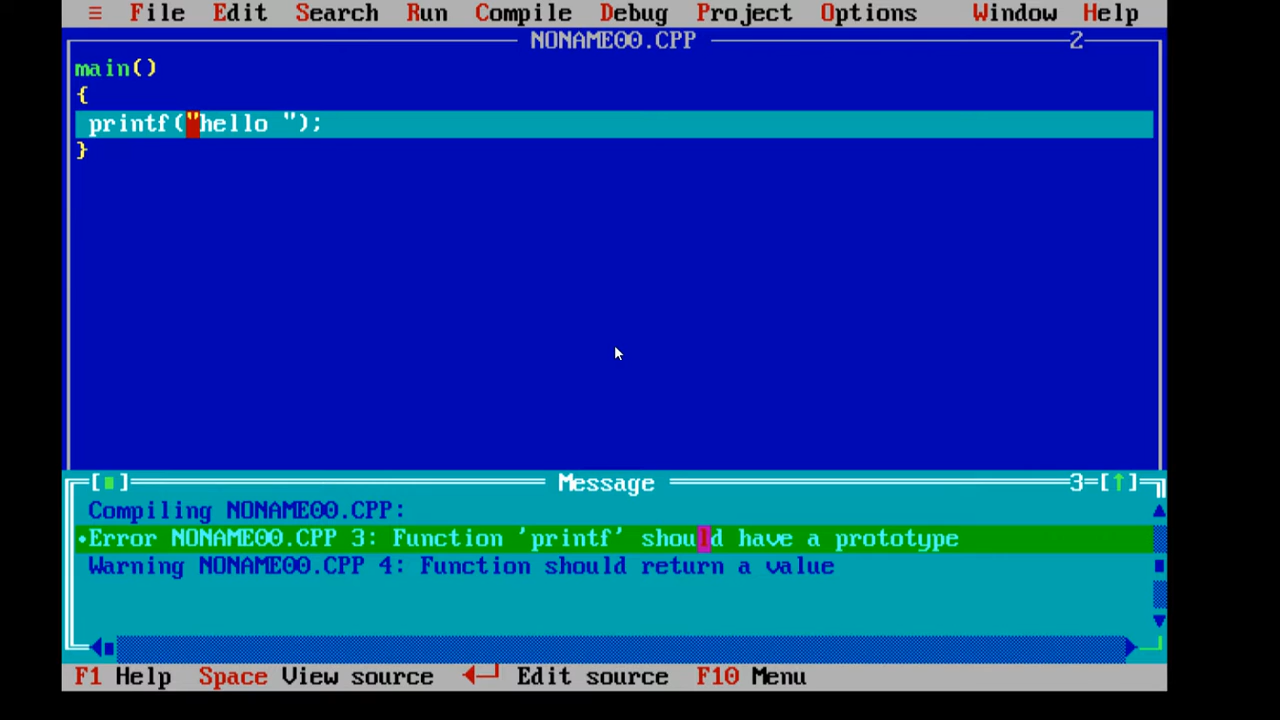 ≡ File Edit Search Run Compile Debug Project Options Window Help
NONAME00.CPP 2
main()
{
printf("hello ");
}
[■] Message 3=[↑]
Compiling NONAME00.CPP:
•Error NONAME00.CPP 3: Function 'printf' should have a prototype
Warning NONAME00.CPP 4: Function should return a value
F1 Help Space View source ◄─┘ Edit source F10 Menu